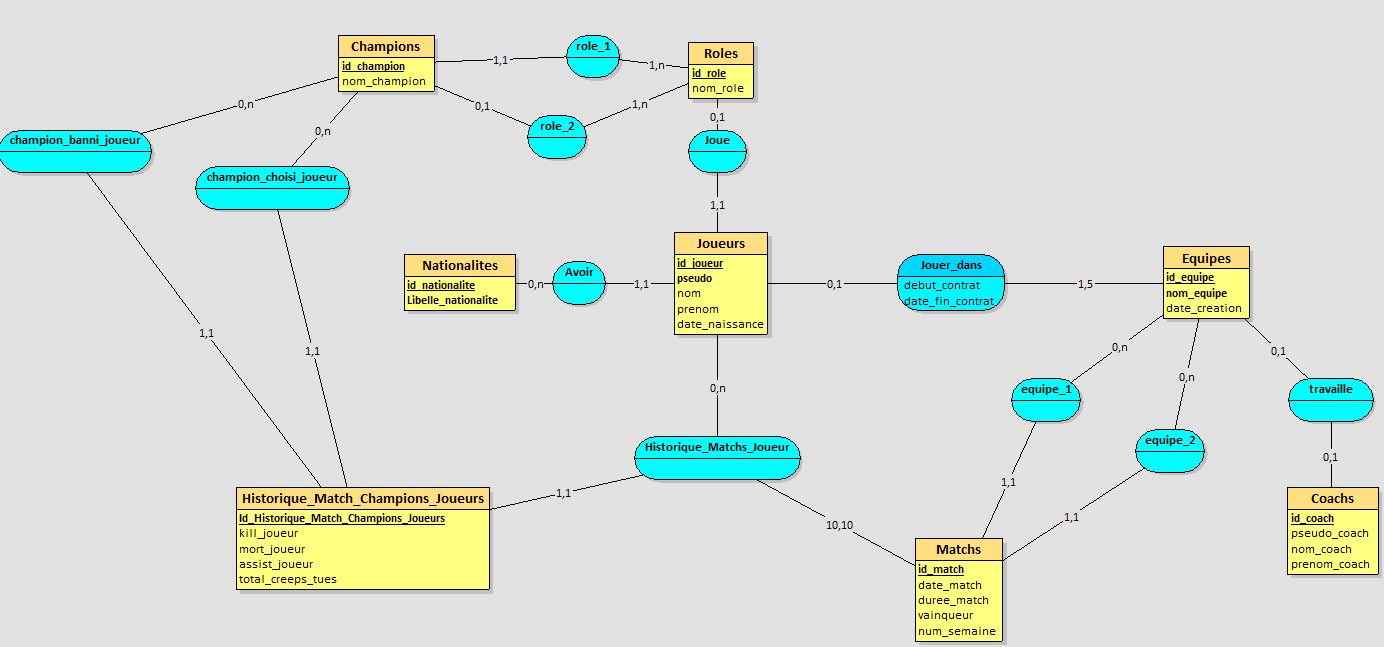 Champions
id_champion
nom_champion
1,1
role_1
1,n
Roles
id_role
nom_role
0,n
0,n
0,1
role_2
1,n
0,1
champion_banni_joueur
champion_choisi_joueur
Joue
1,1
Nationalites
id_nationalite
Libelle_nationalite
0,n
Avoir
1,1
Joueurs
id_joueur
pseudo
nom
prenom
date_naissance
0,1
Jouer_dans
debut_contrat
date_fin_contrat
1,5
Equipes
id_equipe
nom_equipe
date_creation
1,1
1,1
0,n
0,n
0,n
0,1
equipe_1
equipe_2
travaille
Historique_Matchs_Joueur
0,1
1,1
1,1
1,1
10,10
Historique_Match_Champions_Joueurs
Id_Historique_Match_Champions_Joueurs
kill_joueur
mort_joueur
assist_joueur
total_creeps_tues
Matchs
id_match
date_match
duree_match
vainqueur
num_semaine
Coachs
id_coach
pseudo_coach
nom_coach
prenom_coach